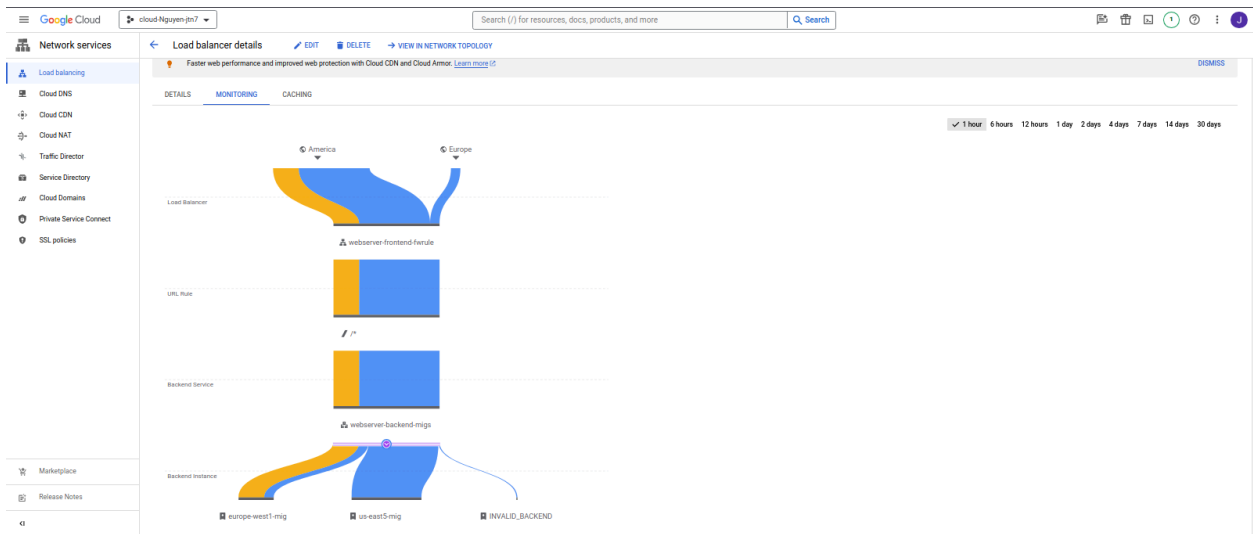 Google Cloud
cloud-Nguyen-jtn7
Search (/) for resources, docs, products, and more
Search
1
J
Network services
Load balancer details
EDIT
DELETE
VIEW IN NETWORK TOPOLOGY
Faster web performance and improved web protection with Cloud CDN and Cloud Armor. Learn more
DISMISS
Load balancing
Cloud DNS
Cloud CDN
Cloud NAT
Traffic Director
Service Directory
Cloud Domains
Private Service Connect
SSL policies
Marketplace
Release Notes
DETAILS
MONITORING
CACHING
1 hour 6 hours 12 hours 1 day 2 days 4 days 7 days 14 days 30 days
America
Europe
Load Balancer
webserver-frontend-fwrule
URL Rule
/*
Backend Service
webserver-backend-migs
Backend Instance
europe-west1-mig
us-east5-mig
INVALID_BACKEND